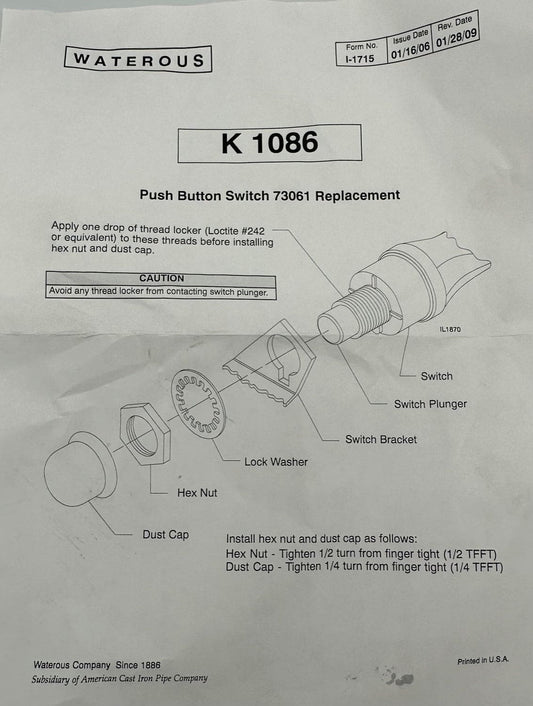 WATEROUS
Form No. Issue Date Rev. Date
I-1715 01/16/06 01/28/09
K 1086
Push Button Switch 73061 Replacement
Apply one drop of thread locker (Loctite #242
or equivalent) to these threads before installing
hex nut and dust cap.
CAUTION
Avoid any thread locker from contacting switch plunger.
IL1870
Switch
Switch Plunger
Switch Bracket
Lock Washer
Hex Nut
Dust Cap
Install hex nut and dust cap as follows:
Hex Nut - Tighten 1/2 turn from finger tight (1/2 TFFT)
Dust Cap - Tighten 1/4 turn from finger tight (1/4 TFFT)
Waterous Company Since 1886
Subsidiary of American Cast Iron Pipe Company
Printed in U.S.A.